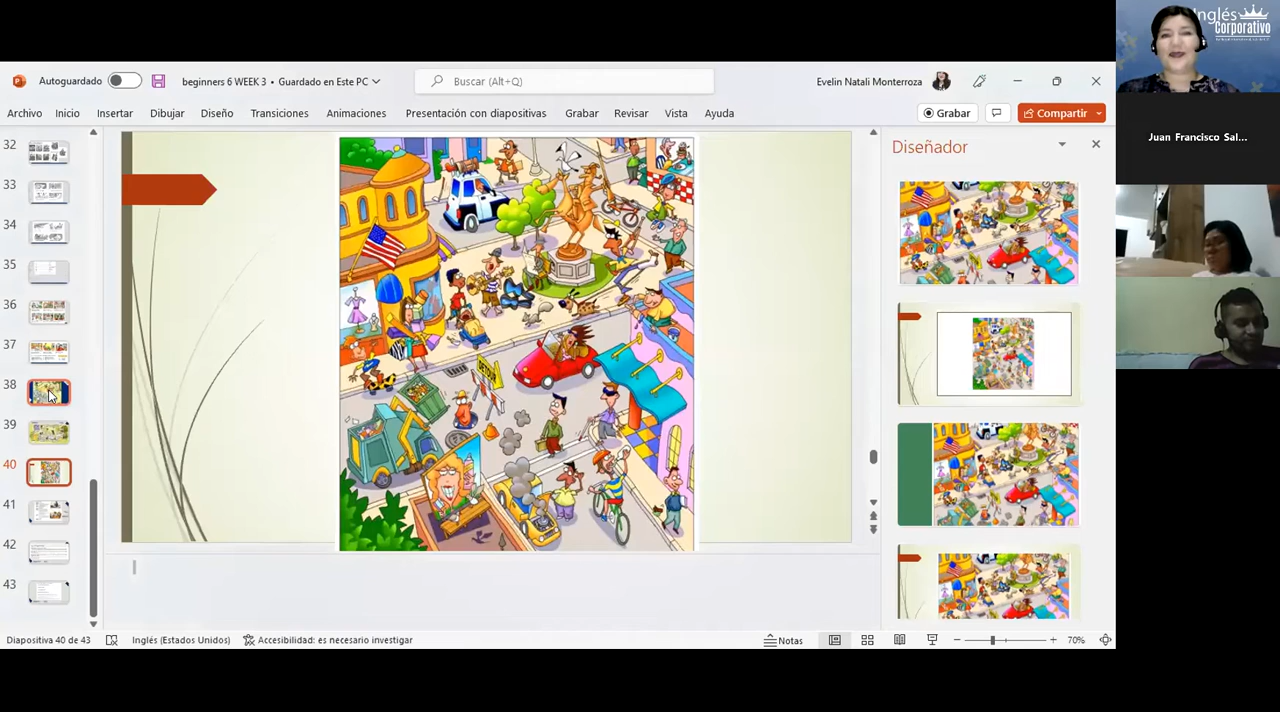 Autoguardado
beginners 6 WEEK 3 • Guardado en Este PC
Buscar (Alt+Q)
Evelin Natali Monterroza
Archivo Inicio Insertar Dibujar Diseño Transiciones Animaciones Presentación con diapositivas Grabar Revisar Vista Ayuda
Grabar
Compartir
Diseñador
32
33
34
35
36
37
38
39
40
41
42
43
DETOUR
Diapositiva 40 de 43
Inglés (Estados Unidos)
Accesibilidad: es necesario investigar
Notas
70%
Inglés
Corporativo
Juan Francisco Sal...